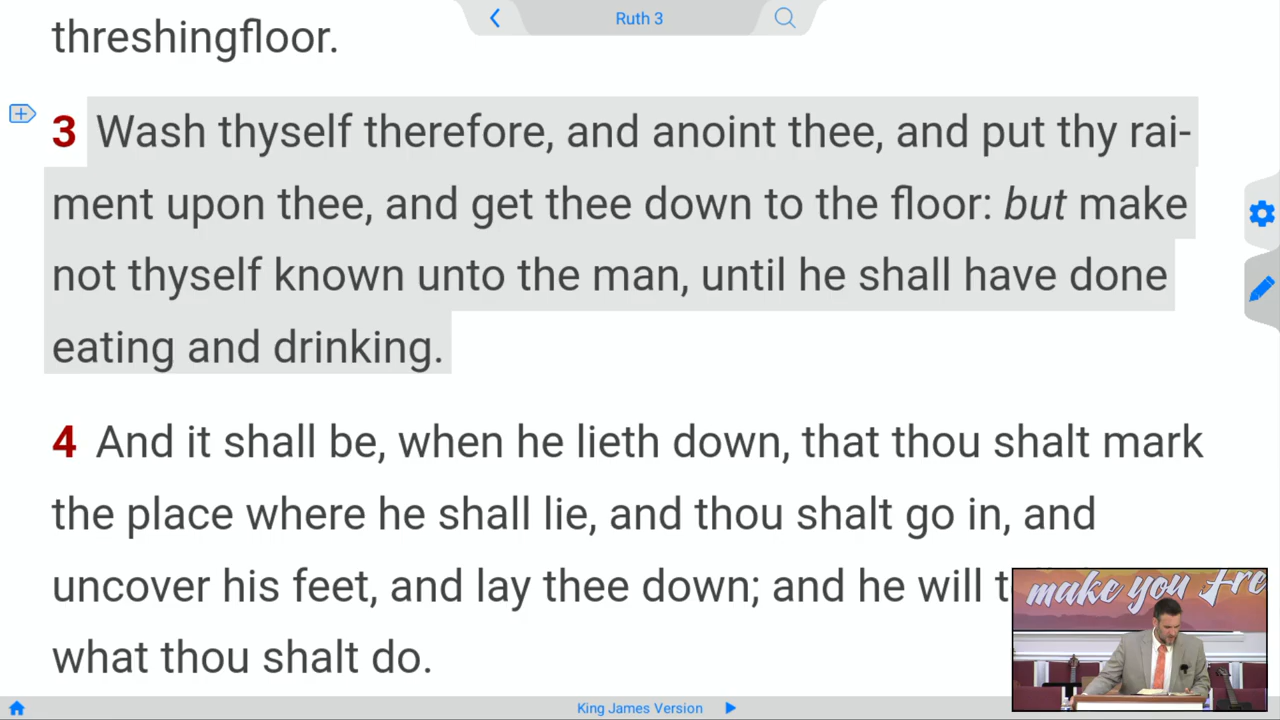 Ruth 3
threshingfloor.
3 Wash thyself therefore, and anoint thee, and put thy rai-
ment upon thee, and get thee down to the floor: but make
not thyself known unto the man, until he shall have done
eating and drinking.
4 And it shall be, when he lieth down, that thou shalt mark
the place where he shall lie, and thou shalt go in, and
uncover his feet, and lay thee down; and he will t
what thou shalt do.
make you Fre
King James Version